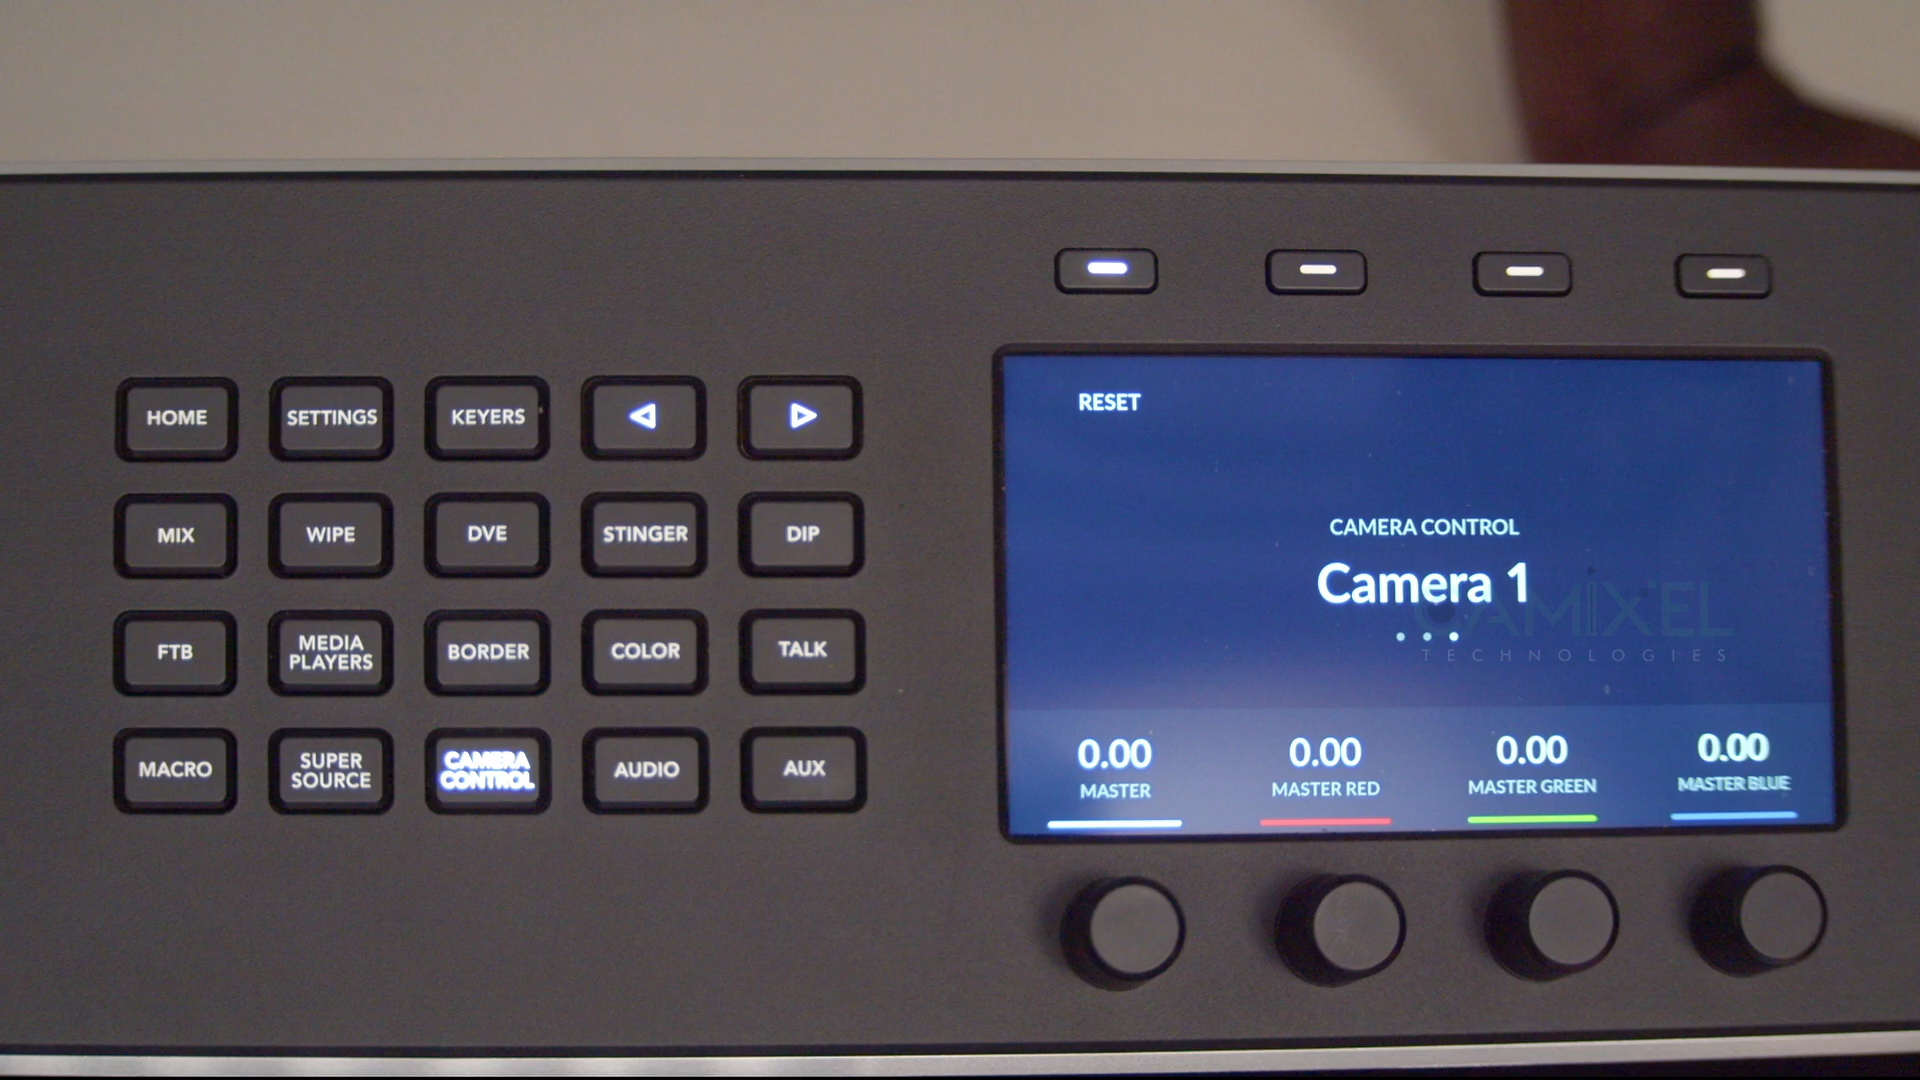 HOME SETTINGS KEYERS
MIX WIPE DVE STINGER DIP
FTB MEDIA PLAYERS BORDER COLOR TALK
MACRO SUPER SOURCE CAMERA CONTROL AUDIO AUX
RESET
CAMERA CONTROL
Camera 1
CAMIXEL
TECHNOLOGIES
0.00 0.00 0.00 0.00
MASTER MASTER RED MASTER GREEN MASTER BLUE